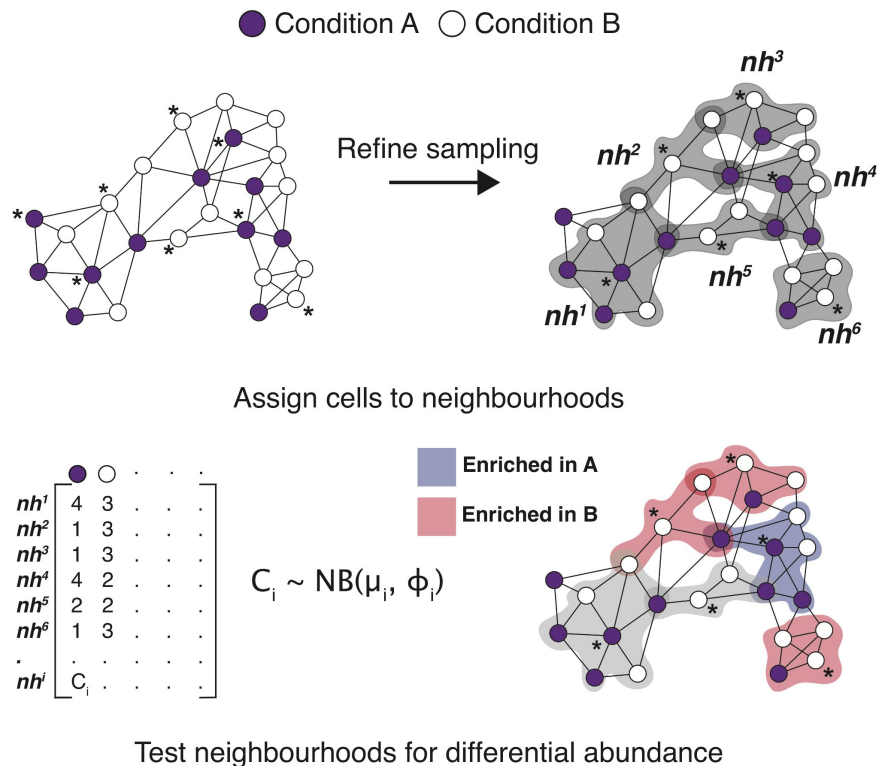 Condition A Condition B
nh³
Refine sampling
nh²
nh⁴
nh⁵
nh¹
nh⁶
Assign cells to neighbourhoods
Enriched in A
Enriched in B
nh¹ 4 3 . . .
nh² 1 3 . . .
nh³ 1 3 . . .
nh⁴ 4 2 . . .
nh⁵ 2 2 . . .
nh⁶ 1 3 . . .
. . . . . .
nhⁱ Cᵢ . . . .
Cᵢ ~ NB(μᵢ, ϕᵢ)
Test neighbourhoods for differential abundance